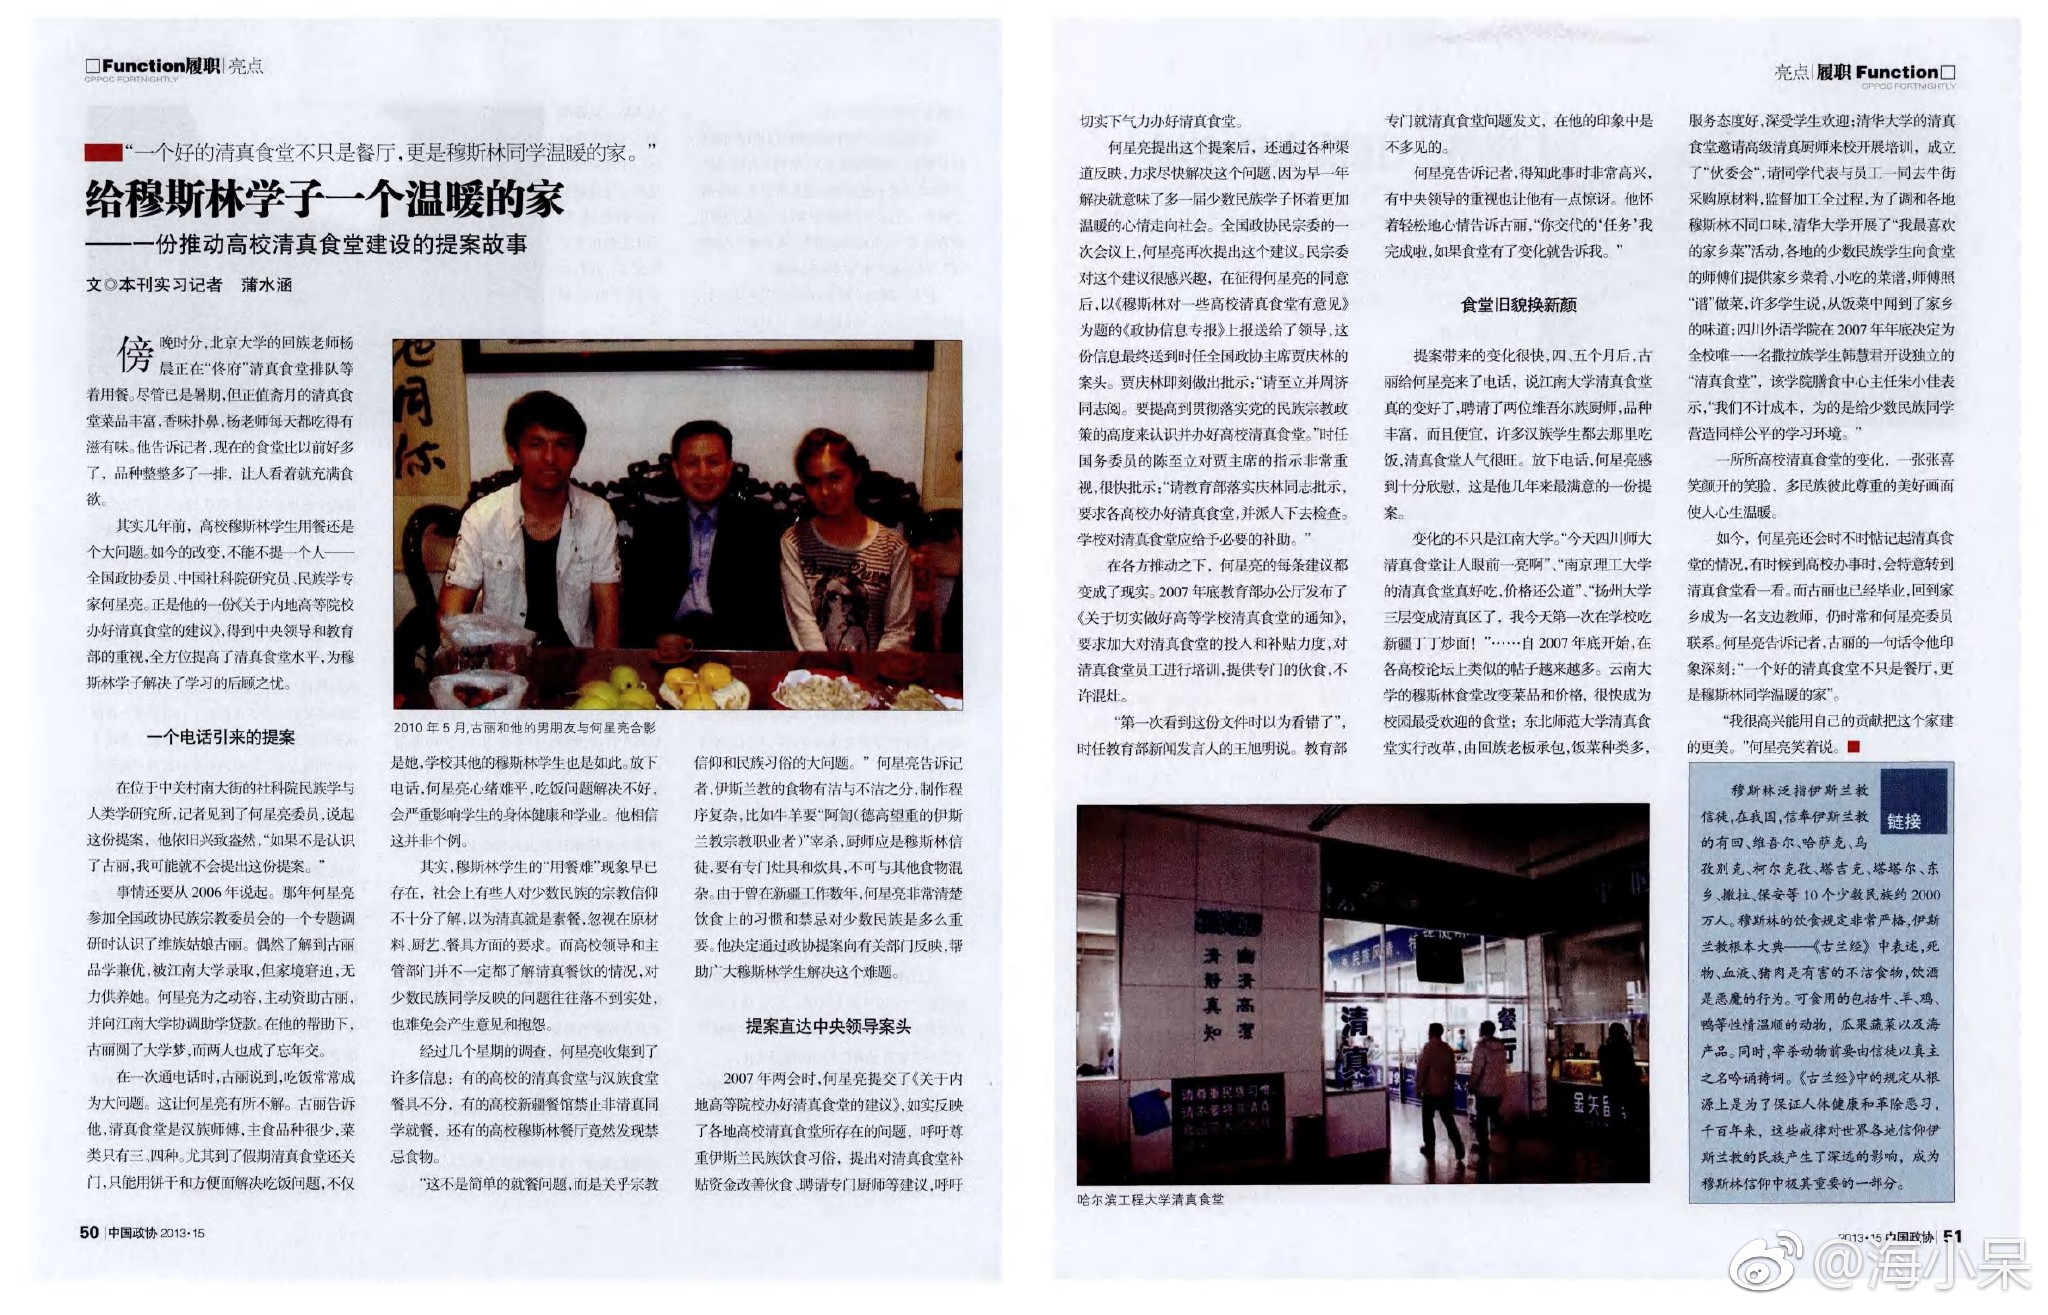 □Function履职|亮点
CPPCC FORTNIGHTLY
“一个好的清真食堂不只是餐厅,更是穆斯林同学温暖的家。”
给穆斯林学子一个温暖的家
——一份推动高校清真食堂建设的提案故事
文◎本刊实习记者 蒲水涵
傍晚时分,北京大学的回族老师杨
晨正在“佟府”清真食堂排队等
着用餐。尽管已是暑期,但正值斋月的清真食
堂菜品丰富,香味扑鼻,杨老师每天都吃得有
滋有味。他告诉记者,现在的食堂比以前好多
了，品种整整多了一排，让人看着就充满食
欲。
其实几年前，高校穆斯林学生用餐还是
个大问题。如今的改变,不能不提一个人——
全国政协委员、中国社科院研究员、民族学专
家何星亮。正是他的一份《关于内地高等院校
办好清真食堂的建议》,得到中央领导和教育
部的重视,全方位提高了清真食堂水平,为穆
斯林学子解决了学习的后顾之忧。
一个电话引来的提案
在位于中关村南大街的社科院民族学与
人类学研究所,记者见到了何星亮委员,说起
这份提案，他依旧兴致盎然,“如果不是认识
了古丽,我可能就不会提出这份提案。”
事情还要从2006年说起。那年何星亮
参加全国政协民族宗教委员会的一个专题调
研时认识了维族姑娘古丽。偶然了解到古丽
品学兼优,被江南大学录取,但家境窘迫,无
力供养她。何星亮为之动容,主动资助古丽,
并向江南大学协调助学贷款。在他的帮助下,
古丽圆了大学梦,而两人也成了忘年交。
在一次通电话时,古丽说到,吃饭常常成
为大问题。这让何星亮有所不解。古丽告诉
他,清真食堂是汉族师傅,主食品种很少,菜
类只有三、四种。尤其到了假期清真食堂还关
门,只能用饼干和方便面解决吃饭问题,不仅
2010年5月,古丽和他的男朋友与何星亮合影
是她,学校其他的穆斯林学生也是如此。放下
电话,何星亮心绪难平,吃饭问题解决不好,
会严重影响学生的身体健康和学业。他相信
这并非个例。
其实,穆斯林学生的“用餐难”现象早已
存在，社会上有些人对少数民族的宗教信仰
不十分了解,以为清真就是素餐,忽视在原材
料、厨艺、餐具方面的要求。而高校领导和主
管部门并不一定都了解清真餐饮的情况,对
少数民族同学反映的问题往往落不到实处,
也难免会产生意见和抱怨。
经过几个星期的调查，何星亮收集到了
许多信息：有的高校的清真食堂与汉族食堂
餐具不分，有的高校新疆餐馆禁止非清真同
学就餐，还有的高校穆斯林餐厅竟然发现禁
忌食物。
“这不是简单的就餐问题,而是关乎宗教
信仰和民族习俗的大问题。”何星亮告诉记
者,伊斯兰教的食物有洁与不洁之分,制作程
序复杂,比如牛羊要“阿訇(德高望重的伊斯
兰教宗教职业者)”宰杀,厨师应是穆斯林信
徒,要有专门灶具和炊具，不可与其他食物混
杂。由于曾在新疆工作数年,何星亮非常清楚
饮食上的习惯和禁忌对少数民族是多么重
要。他决定通过政协提案向有关部门反映,帮
助广大穆斯林学生解决这个难题。
提案直达中央领导案头
2007年两会时,何星亮提交了《关于内
地高等院校办好清真食堂的建议》,如实反映
了各地高校清真食堂所存在的问题，呼吁尊
重伊斯兰民族饮食习俗，提出对清真食堂补
贴资金改善伙食、聘请专门厨师等建议,呼吁
50 |中国政协 2013·15
亮点|履职 Function□
CPPCC FORTNIGHTLY
切实下气力办好清真食堂。
何星亮提出这个提案后，还通过各种渠
道反映,力求尽快解决这个问题,因为早一年
解决就意味了多一届少数民族学子怀着更加
温暖的心情走向社会。全国政协民宗委的一
次会议上,何星亮再次提出这个建议。民宗委
对这个建议很感兴趣，在征得何星亮的同意
后,以《穆斯林对一些高校清真食堂有意见》
为题的《政协信息专报》上报送给了领导,这
份信息最终送到时任全国政协主席贾庆林的
案头。贾庆林即刻做出批示:“请至立并周济
同志阅。要提高到贯彻落实党的民族宗教政
策的高度来认识并办好高校清真食堂。”时任
国务委员的陈至立对贾主席的指示非常重
视,很快批示:“请教育部落实庆林同志批示,
要求各高校办好清真食堂,并派人下去检查。
学校对清真食堂应给予必要的补助。”
在各方推动之下，何星亮的每条建议都
变成了现实。2007年底教育部办公厅发布了
《关于切实做好高等学校清真食堂的通知》,
要求加大对清真食堂的投入和补贴力度,对
清真食堂员工进行培训,提供专门的伙食,不
许混灶。
“第一次看到这份文件时以为看错了”,
时任教育部新闻发言人的王旭明说。教育部
哈尔滨工程大学清真食堂
专门就清真食堂问题发文，在他的印象中是
不多见的。
何星亮告诉记者,得知此事时非常高兴,
有中央领导的重视也让他有一点惊讶。他怀
着轻松地心情告诉古丽,“你交代的‘任务’我
完成啦,如果食堂有了变化就告诉我。”
食堂旧貌换新颜
提案带来的变化很快,四、五个月后,古
丽给何星亮来了电话，说江南大学清真食堂
真的变好了,聘请了两位维吾尔族厨师,品种
丰富，而且便宜，许多汉族学生都去那里吃
饭,清真食堂人气很旺。放下电话,何星亮感
到十分欣慰，这是他几年来最满意的一份提
案。
变化的不只是江南大学。“今天四川师大
清真食堂让人眼前一亮啊”、“南京理工大学
的清真食堂真好吃,价格还公道”、“扬州大学
三层变成清真区了，我今天第一次在学校吃
新疆丁丁炒面！”……自2007年底开始,在
各高校论坛上类似的帖子越来越多。云南大
学的穆斯林食堂改变菜品和价格，很快成为
校园最受欢迎的食堂；东北师范大学清真食
堂实行改革,由回族老板承包,饭菜种类多,
服务态度好,深受学生欢迎;清华大学的清真
食堂邀请高级清真厨师来校开展培训，成立
了“伙委会”,请同学代表与员工一同去牛街
采购原材料,监督加工全过程,为了调和各地
穆斯林不同口味,清华大学开展了“我最喜欢
的家乡菜”活动,各地的少数民族学生向食堂
的师傅们提供家乡菜肴、小吃的菜谱,师傅照
“谱”做菜,许多学生说,从饭菜中闻到了家乡
的味道;四川外语学院在2007年年底决定为
全校唯一一名撒拉族学生韩慧君开设独立的
“清真食堂”，该学院膳食中心主任朱小佳表
示,“我们不计成本，为的是给少数民族同学
营造同样公平的学习环境。”
一所所高校清真食堂的变化，一张张喜
笑颜开的笑脸，多民族彼此尊重的美好画面
使人心生温暖。
如今，何星亮还会时不时惦记起清真食
堂的情况,有时候到高校办事时,会特意转到
清真食堂看一看。而古丽也已经毕业,回到家
乡成为一名支边教师，仍时常和何星亮委员
联系。何星亮告诉记者,古丽的一句话令他印
象深刻:“一个好的清真食堂不只是餐厅,更
是穆斯林同学温暖的家”。
“我很高兴能用自己的贡献把这个家建
的更美。”何星亮笑着说。
链接
穆斯林泛指伊斯兰教
信徒,在我国,信奉伊斯兰教
的有回、维吾尔、哈萨克、乌
孜别克、柯尔克孜、塔吉克、塔塔尔、东
乡、撒拉、保安等10个少数民族约2000
万人。穆斯林的饮食规定非常严格,伊斯
兰教根本大典——《古兰经》中表述,死
物、血液、猪肉是有害的不洁食物,饮酒
是恶魔的行为。可食用的包括牛、羊、鸡、
鸭等性情温顺的动物，瓜果蔬菜以及海
产品。同时,宰杀动物前要由信徒以真主
之名吟诵祷词。《古兰经》中的规定从根
源上是为了保证人体健康和革除恶习,
千百年来，这些戒律对世界各地信仰伊
斯兰教的民族产生了深远的影响，成为
穆斯林信仰中极其重要的一部分。
清静真知
幽清高洁
清真
餐厅
2013·15 中国政协| 51
@海小呆